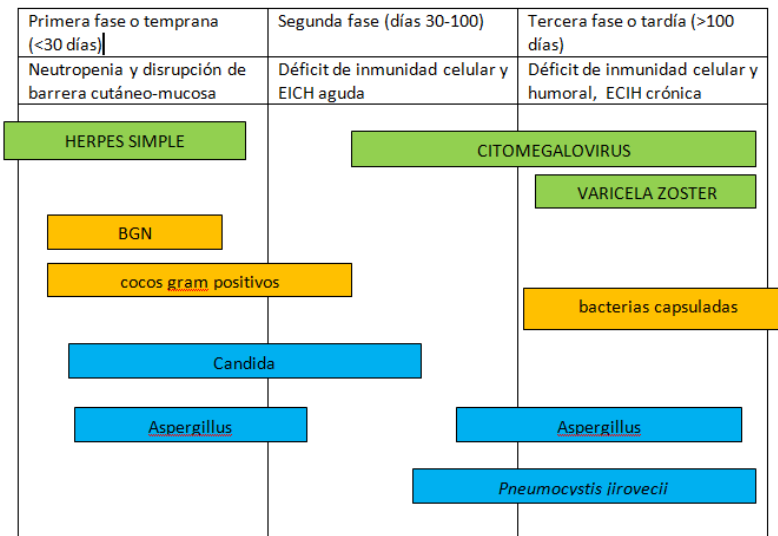 Primera fase o temprana
(<30 días)
Segunda fase (días 30-100)
Tercera fase o tardía (>100
días)
Neutropenia y disrupción de
barrera cutáneo-mucosa
Déficit de inmunidad celular y
EICH aguda
Déficit de inmunidad celular y
humoral, ECIH crónica
HERPES SIMPLE
CITOMEGALOVIRUS
VARICELA ZOSTER
BGN
cocos gram positivos
bacterias capsuladas
Candida
Aspergillus
Aspergillus
Pneumocystis jirovecii